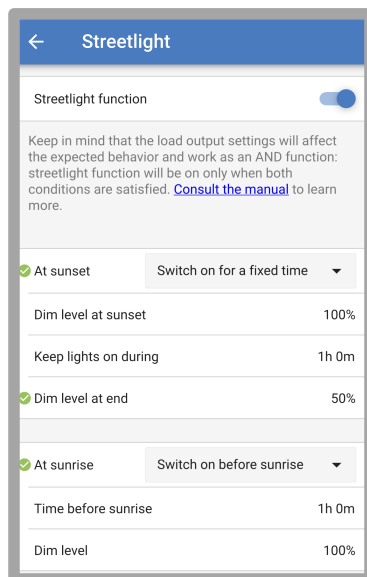 Streetlight
Streetlight function
Keep in mind that the load output settings will affect
the expected behavior and work as an AND function:
streetlight function will be on only when both
conditions are satisfied. Consult the manual to learn
more.
At sunset Switch on for a fixed time
Dim level at sunset 100%
Keep lights on during 1h 0m
Dim level at end 50%
At sunrise Switch on before sunrise
Time before sunrise 1h 0m
Dim level 100%